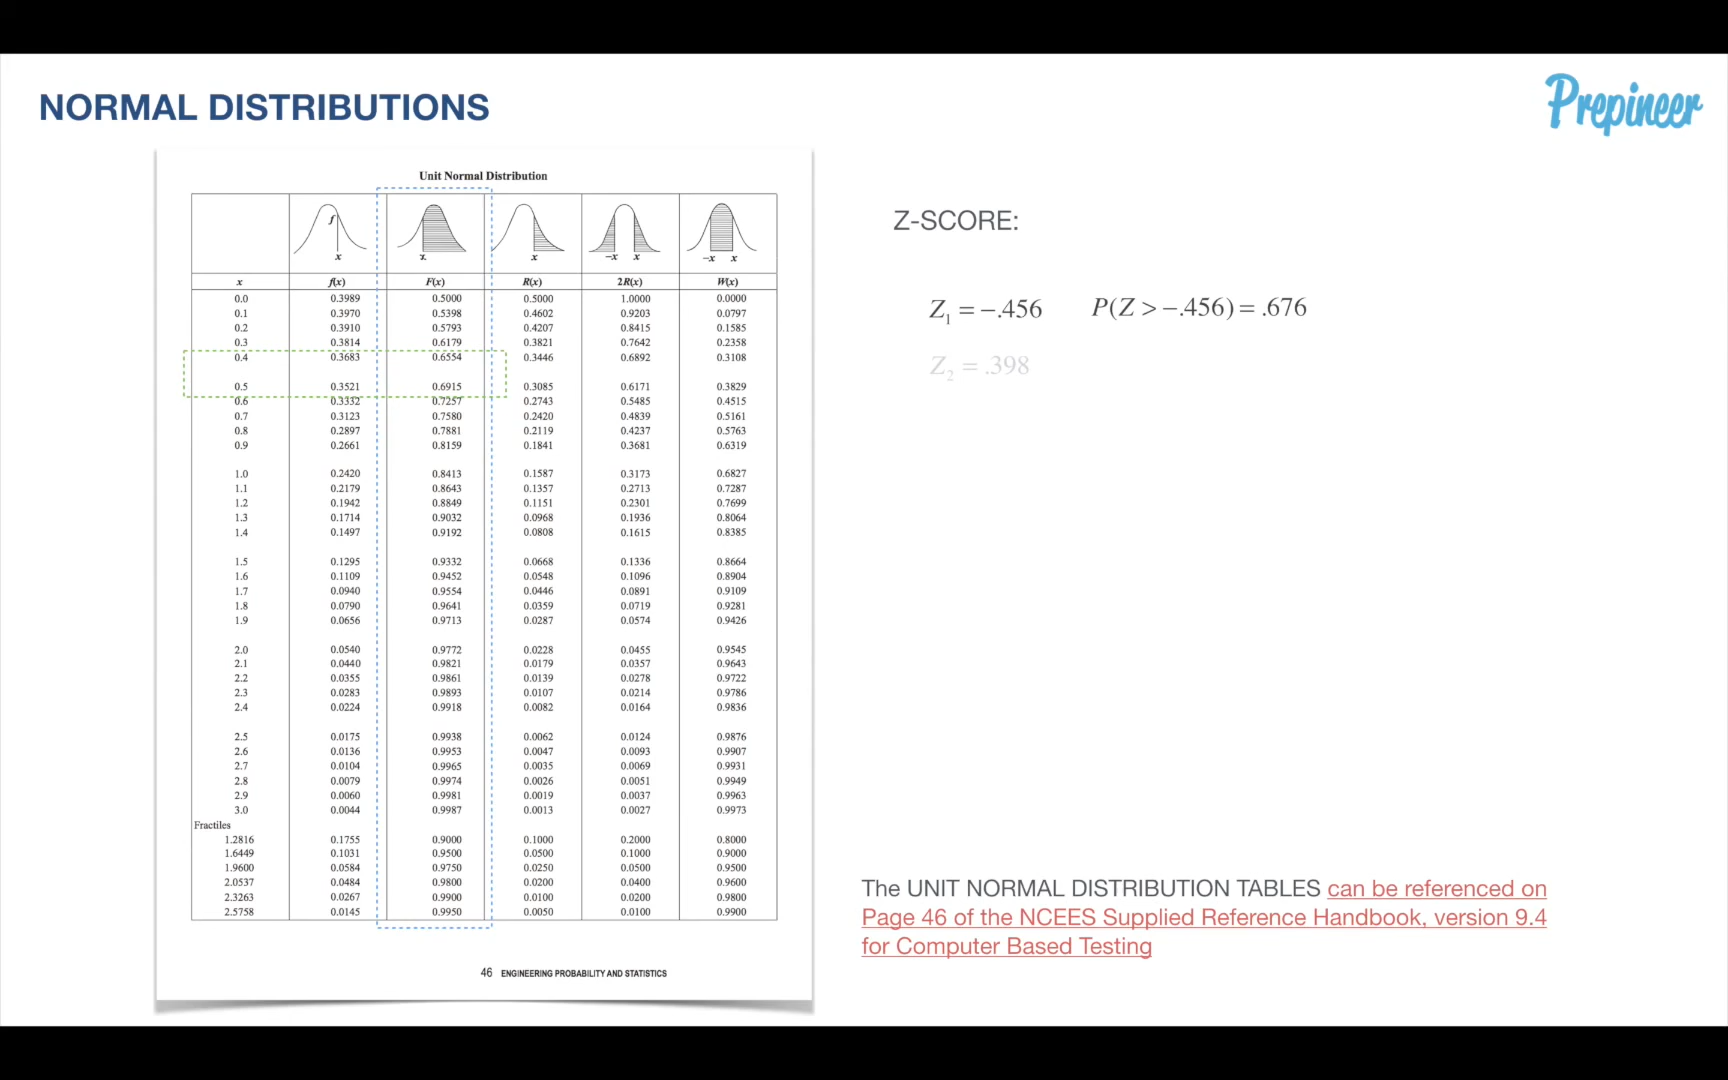 NORMAL DISTRIBUTIONS
Prepineer
Unit Normal Distribution
f
x x x −x x −x x
x f(x) F(x) R(x) 2R(x) W(x)
0.0 0.3989 0.5000 0.5000 1.0000 0.0000
0.1 0.3970 0.5398 0.4602 0.9203 0.0797
0.2 0.3910 0.5793 0.4207 0.8415 0.1585
0.3 0.3814 0.6179 0.3821 0.7642 0.2358
0.4 0.3683 0.6554 0.3446 0.6892 0.3108
0.5 0.3521 0.6915 0.3085 0.6171 0.3829
0.6 0.3332 0.7257 0.2743 0.5485 0.4515
0.7 0.3123 0.7580 0.2420 0.4839 0.5161
0.8 0.2897 0.7881 0.2119 0.4237 0.5763
0.9 0.2661 0.8159 0.1841 0.3681 0.6319
1.0 0.2420 0.8413 0.1587 0.3173 0.6827
1.1 0.2179 0.8643 0.1357 0.2713 0.7287
1.2 0.1942 0.8849 0.1151 0.2301 0.7699
1.3 0.1714 0.9032 0.0968 0.1936 0.8064
1.4 0.1497 0.9192 0.0808 0.1615 0.8385
1.5 0.1295 0.9332 0.0668 0.1336 0.8664
1.6 0.1109 0.9452 0.0548 0.1096 0.8904
1.7 0.0940 0.9554 0.0446 0.0891 0.9109
1.8 0.0790 0.9641 0.0359 0.0719 0.9281
1.9 0.0656 0.9713 0.0287 0.0574 0.9426
2.0 0.0540 0.9772 0.0228 0.0455 0.9545
2.1 0.0440 0.9821 0.0179 0.0357 0.9643
2.2 0.0355 0.9861 0.0139 0.0278 0.9722
2.3 0.0283 0.9893 0.0107 0.0214 0.9786
2.4 0.0224 0.9918 0.0082 0.0164 0.9836
2.5 0.0175 0.9938 0.0062 0.0124 0.9876
2.6 0.0136 0.9953 0.0047 0.0093 0.9907
2.7 0.0104 0.9965 0.0035 0.0069 0.9931
2.8 0.0079 0.9974 0.0026 0.0051 0.9949
2.9 0.0060 0.9981 0.0019 0.0037 0.9963
3.0 0.0044 0.9987 0.0013 0.0027 0.9973
Fractiles
1.2816 0.1755 0.9000 0.1000 0.2000 0.8000
1.6449 0.1031 0.9500 0.0500 0.1000 0.9000
1.9600 0.0584 0.9750 0.0250 0.0500 0.9500
2.0537 0.0484 0.9800 0.0200 0.0400 0.9600
2.3263 0.0267 0.9900 0.0100 0.0200 0.9800
2.5758 0.0145 0.9950 0.0050 0.0100 0.9900
46 ENGINEERING PROBABILITY AND STATISTICS
Z-SCORE:
Z₁ = −.456 P(Z > −.456) = .676
Z₂ = .398
The UNIT NORMAL DISTRIBUTION TABLES can be referenced on
Page 46 of the NCEES Supplied Reference Handbook, version 9.4
for Computer Based Testing